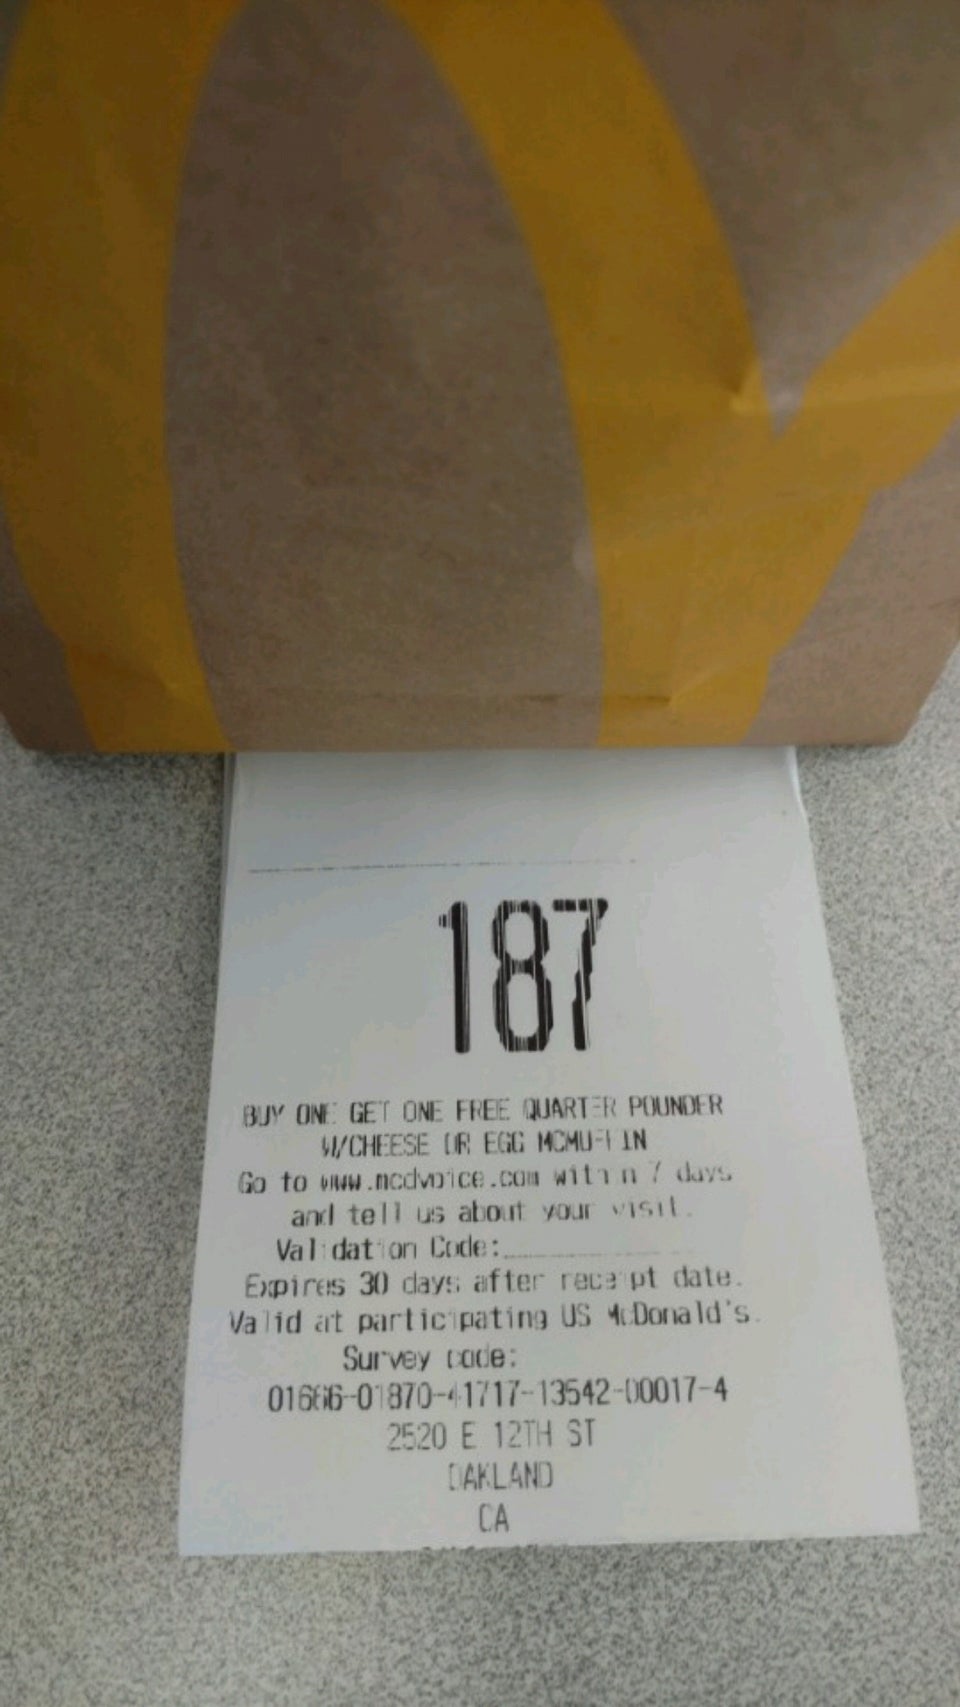 187
BUY ONE GET ONE FREE QUARTER POUNDER
W/CHEESE OR EGG MCMUFFIN
Go to www.mcdvoice.com within 7 days
and tell us about your visit.
Validation Code:
Expires 30 days after receipt date.
Valid at participating US McDonald's.
Survey code:
01666-01870-41717-13542-00017-4
2520 E 12TH ST
OAKLAND
CA